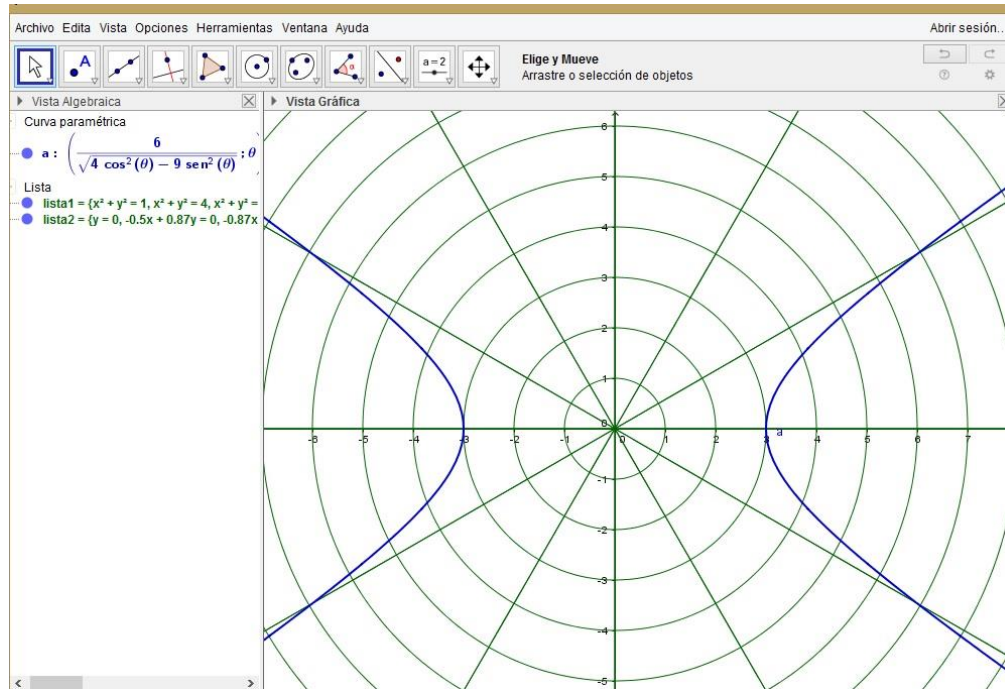 Archivo Edita Vista Opciones Herramientas Ventana Ayuda
Abrir sesión...
A
α
a = 2
Elige y Mueve
Arrastre o selección de objetos
Vista Algebraica
Vista Gráfica
Curva paramétrica
a : ( 6 / √4 cos² (θ) − 9 sen² (θ) ; θ
Lista
lista1 = {x² + y² = 1, x² + y² = 4, x² + y² =
lista2 = {y = 0, -0.5x + 0.87y = 0, -0.87x
6
5
4
3
2
1
0
-6 -5 -4 -3 -2 -1 0 1 2 3 4 5 6 7
a
-1
-2
-3
-4
-5